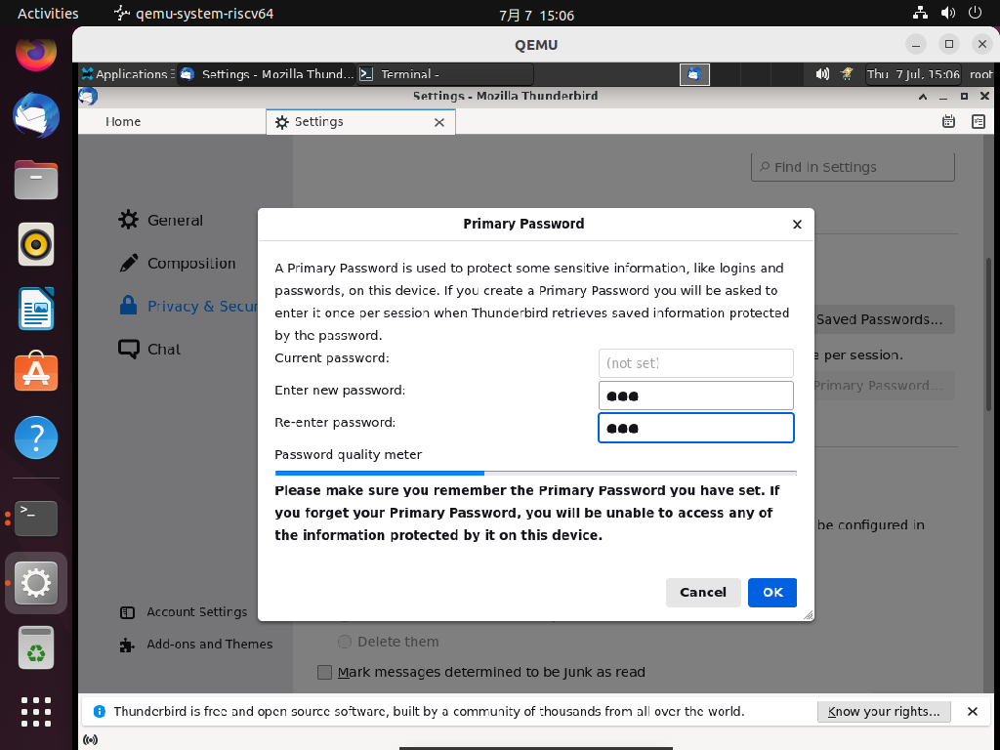 Activities
qemu-system-riscv64
7月 7 15:06
QEMU
Applications
Settings - Mozilla Thund...
Terminal -
Thu 7 Jul, 15:06
root
Settings - Mozilla Thunderbird
Home
Settings
Find in Settings
General
Composition
Privacy & Secur
Chat
Saved Passwords...
e per session.
Primary Password...
be configured in
Primary Password
A Primary Password is used to protect some sensitive information, like logins and
passwords, on this device. If you create a Primary Password you will be asked to
enter it once per session when Thunderbird retrieves saved information protected
by the password.
Current password:
(not set)
Enter new password:
●●●
Re-enter password:
●●●
Password quality meter
Please make sure you remember the Primary Password you have set. If
you forget your Primary Password, you will be unable to access any of
the information protected by it on this device.
Cancel
OK
Account Settings
Add-ons and Themes
Delete them
Mark messages determined to be Junk as read
Thunderbird is free and open source software, built by a community of thousands from all over the world.
Know your rights...